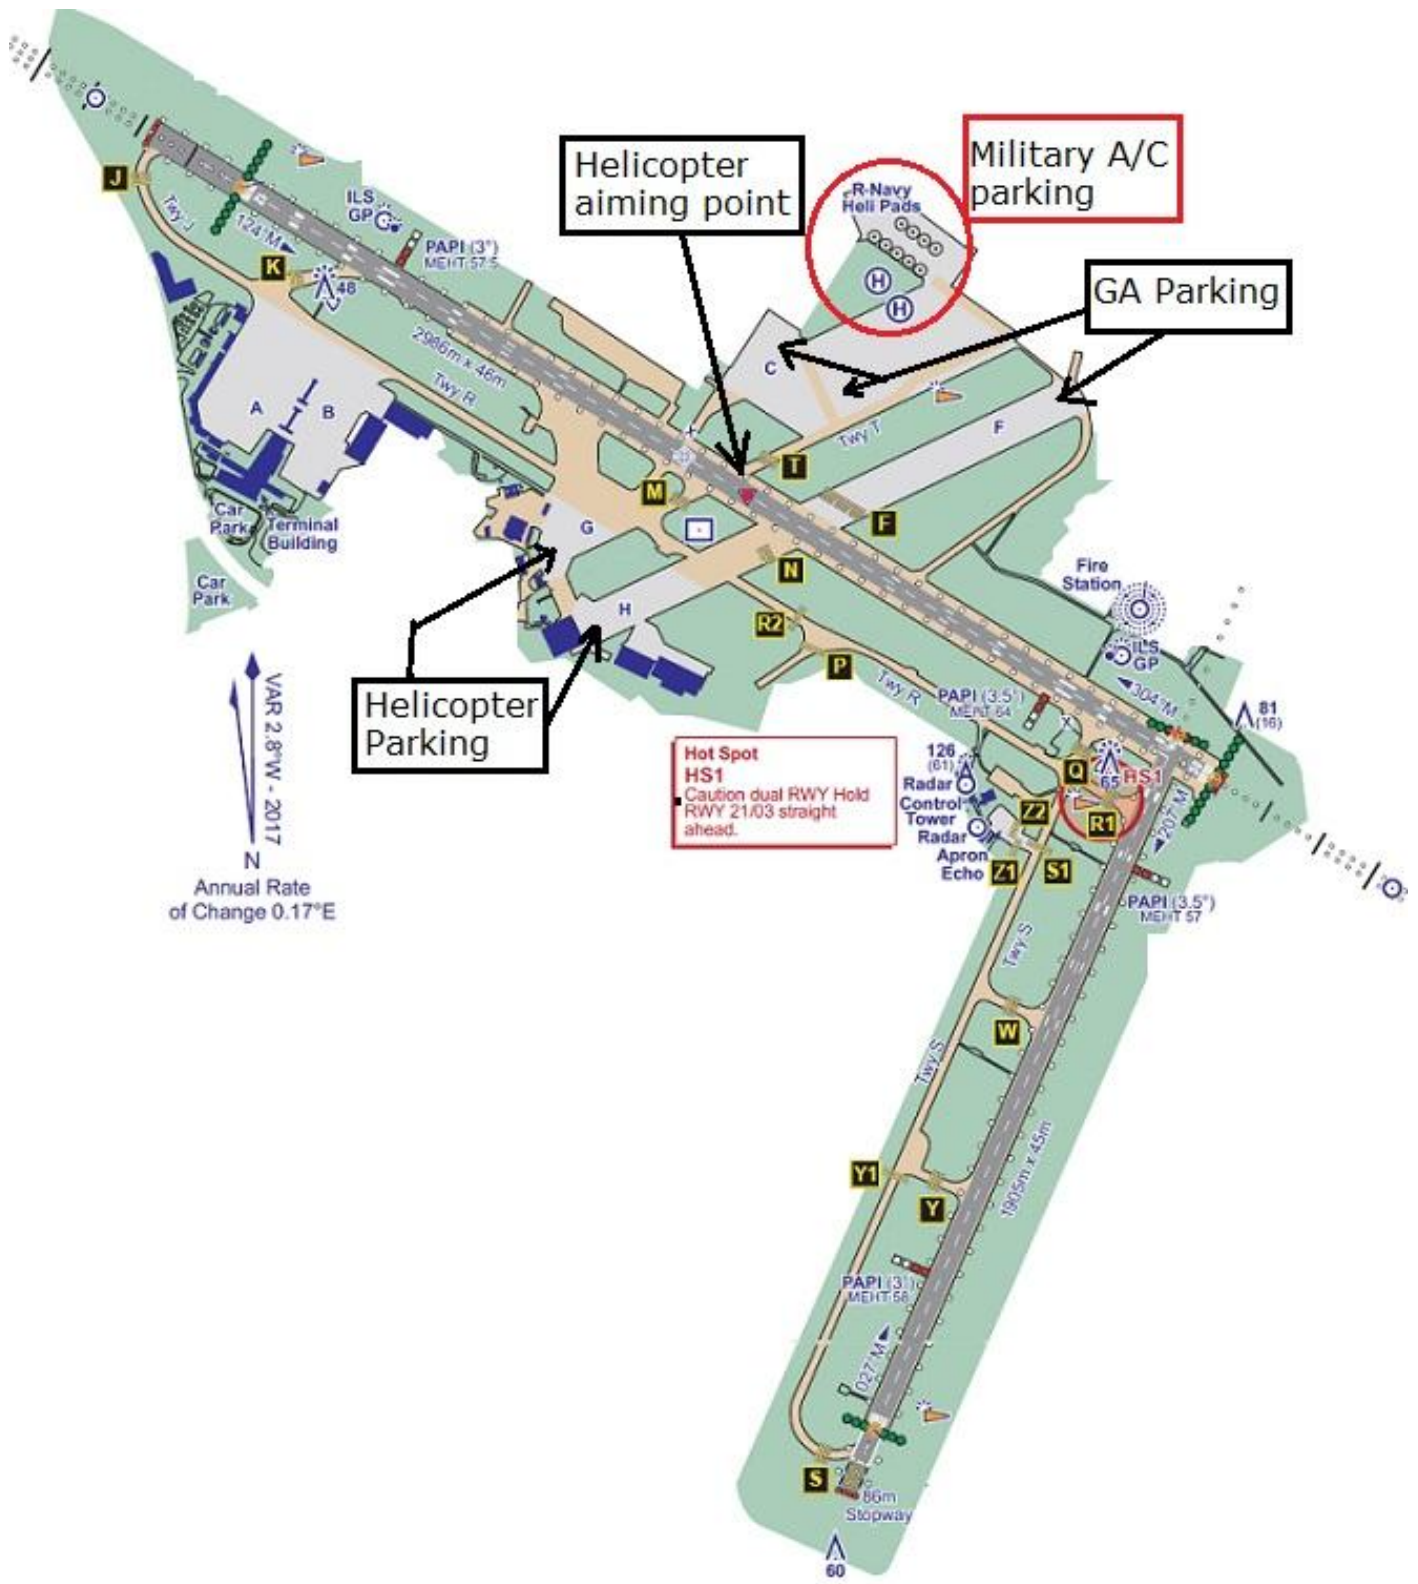 Helicopter
aiming point
Military A/C
parking
R-Navy
Heli Pads
H
H
GA Parking
J
Twy J
124°M
ILS
GP
PAPI (3°)
MEHT 57.5
K
48
2986m x 46m
Twy R
C
A
B
Twy T
F
T
M
F
G
N
Car
Park
Terminal
Building
Car
Park
H
R2
P
Fire
Station
ILS
GP
Twy R
304°M
PAPI (3.5°)
MEHT 64
81
(16)
VAR 2.8°W - 2017
N
Annual Rate
of Change 0.17°E
Helicopter
Parking
Hot Spot
HS1
Caution dual RWY Hold
RWY 21/03 straight
ahead.
126
(61)
Radar
Control
Tower
Radar
Apron
Echo
Q
65
HS1
R1
Z2
Z1
S1
207°M
PAPI (3.5°)
MEHT 57
Twy S
W
Twy S
1905m x 45m
Y1
Y
PAPI (3°)
MEHT 58
027°M
S
86m
Stopway
60
X
X